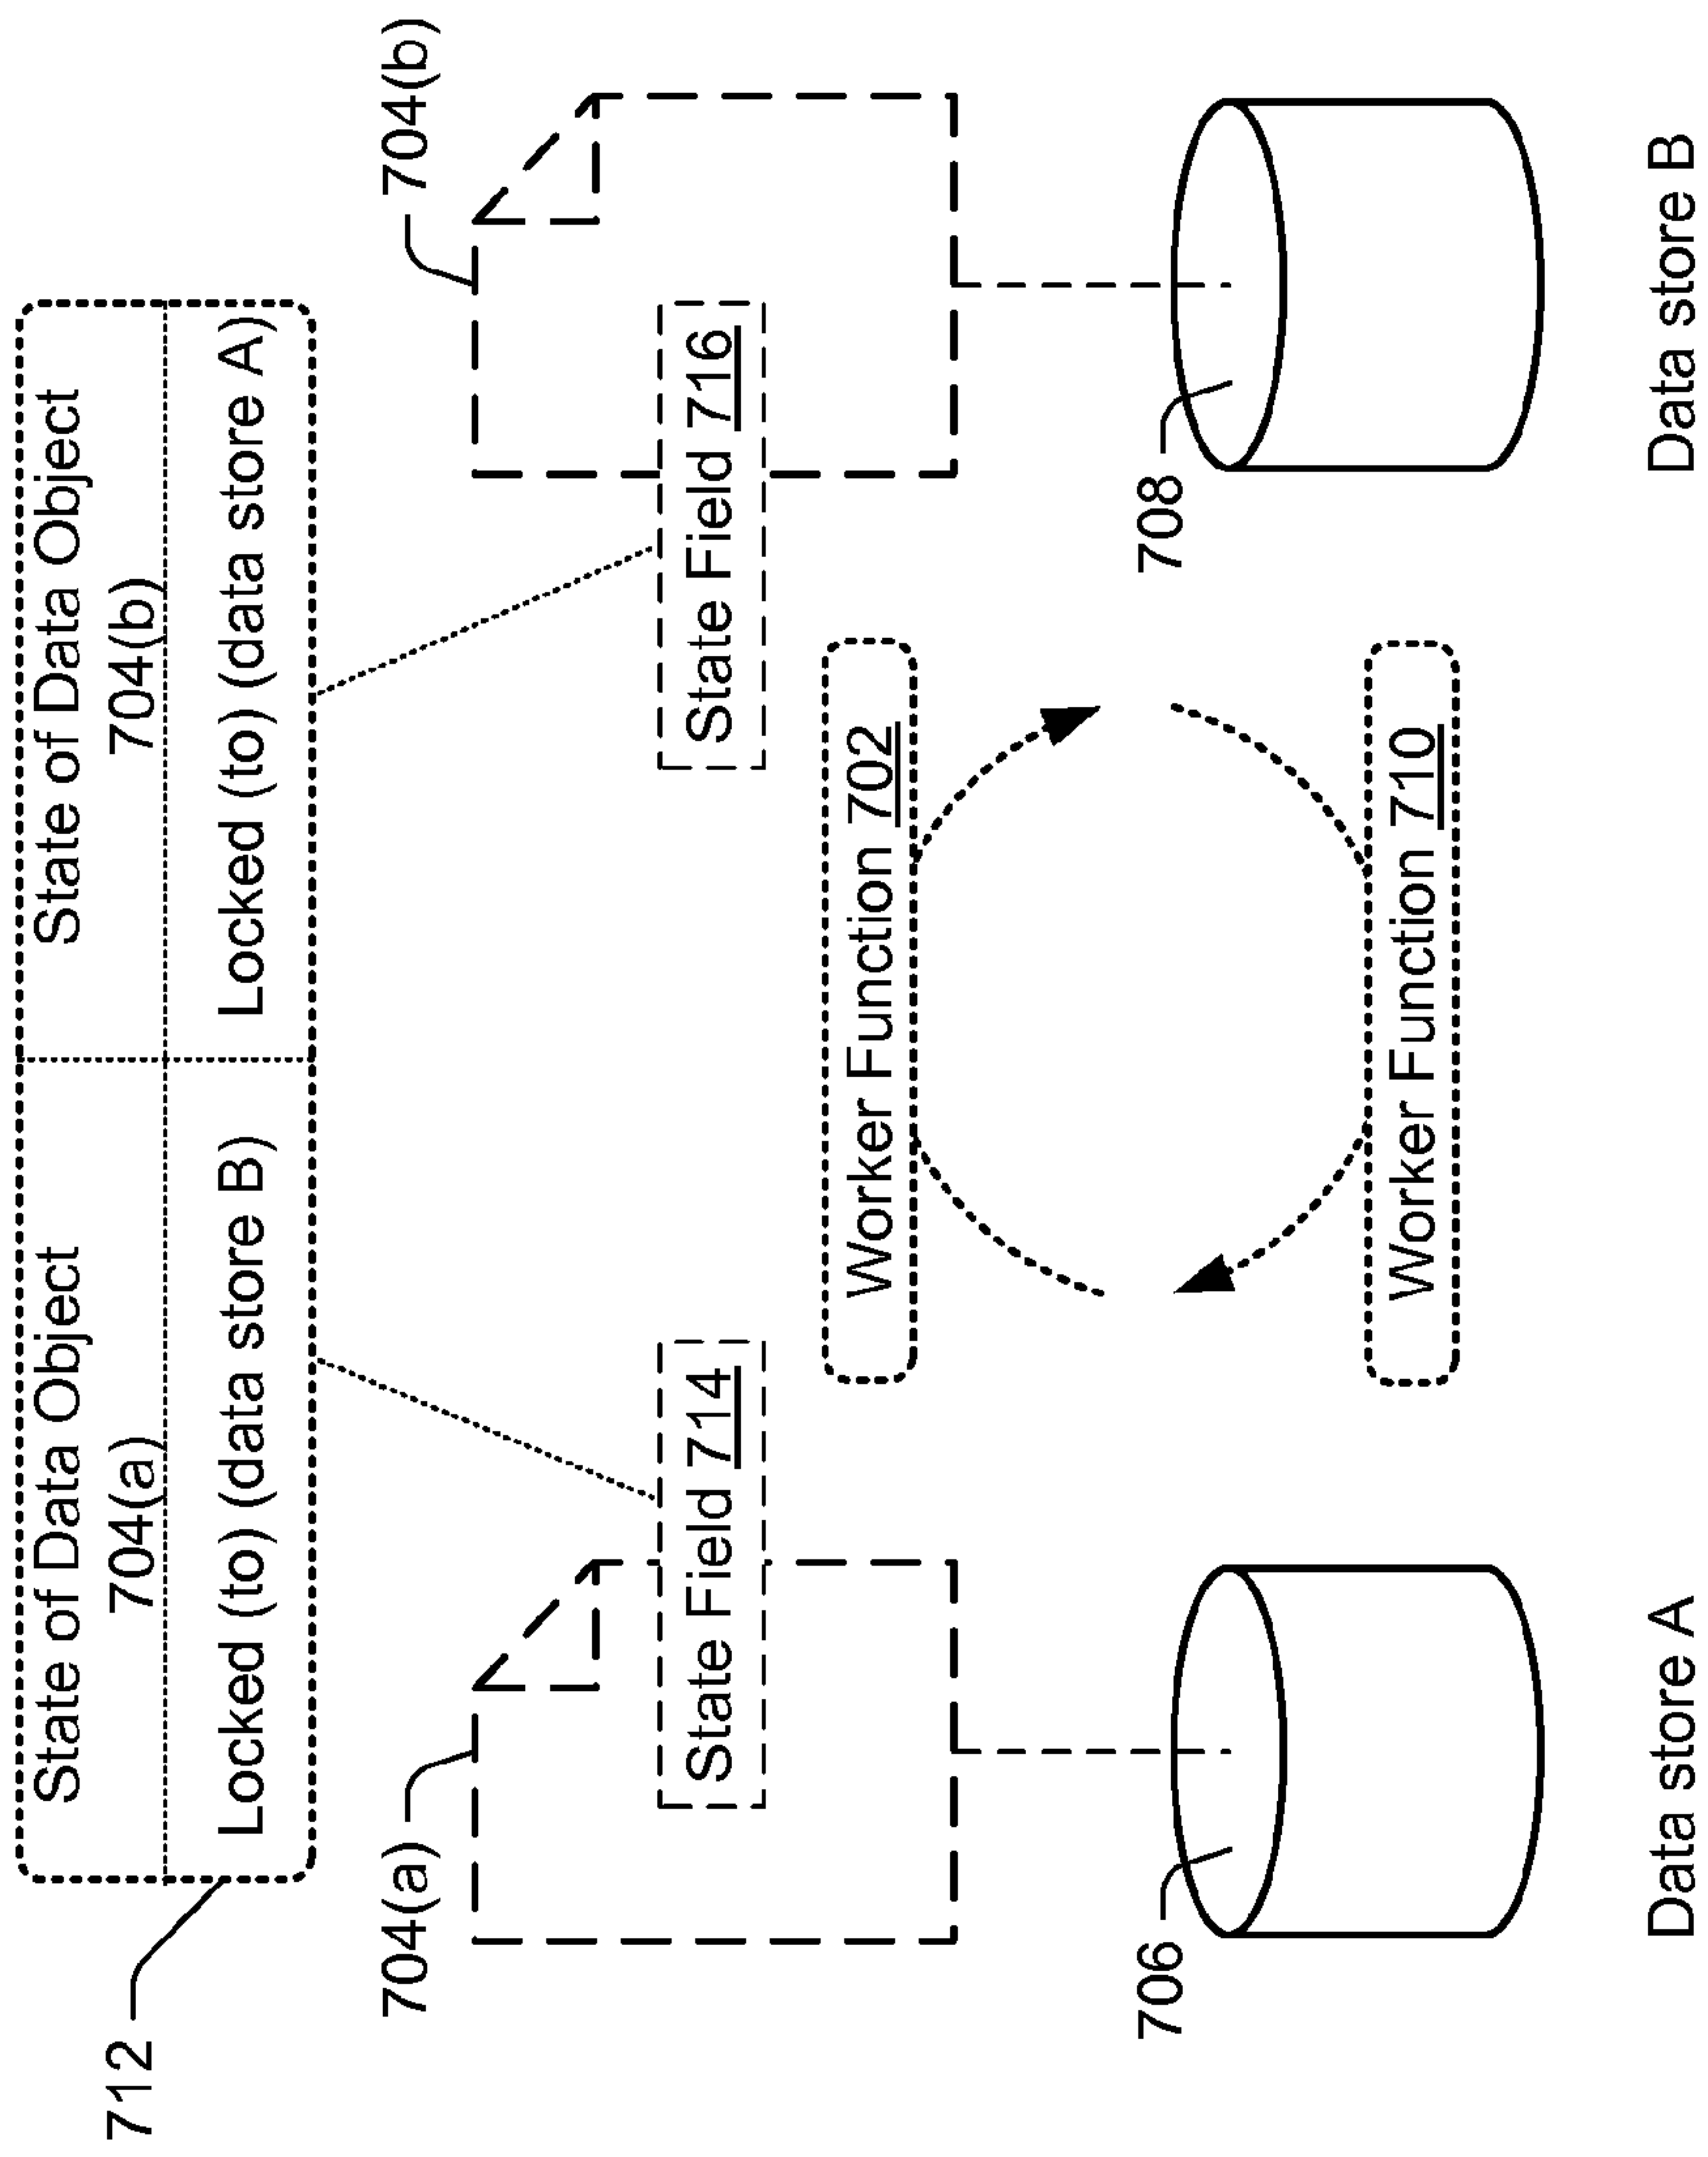 712
State of Data Object
704(a)
State of Data Object
704(b)
Locked (to) (data store B)
Locked (to) (data store A)
704(a)
704(b)
State Field 714
State Field 716
Worker Function 702
706
708
Worker Function 710
Data store A
Data store B